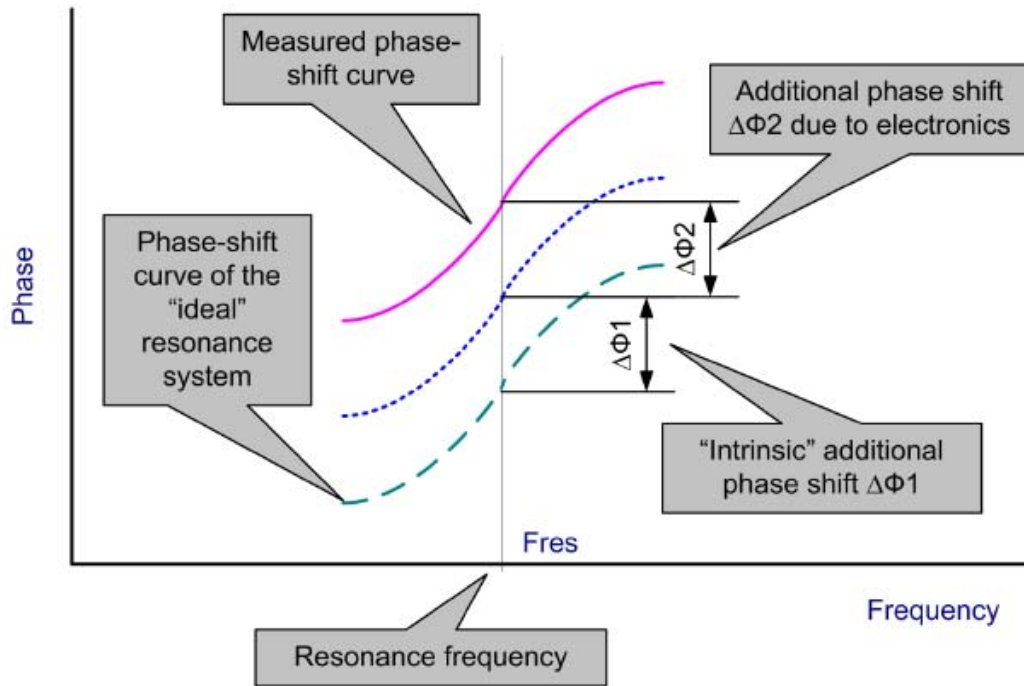 Measured phase-
shift curve
Additional phase shift
ΔΦ2 due to electronics
Phase-shift
curve of the
“ideal”
resonance
system
Phase
ΔΦ2
ΔΦ1
“Intrinsic” additional
phase shift ΔΦ1
Fres
Frequency
Resonance frequency